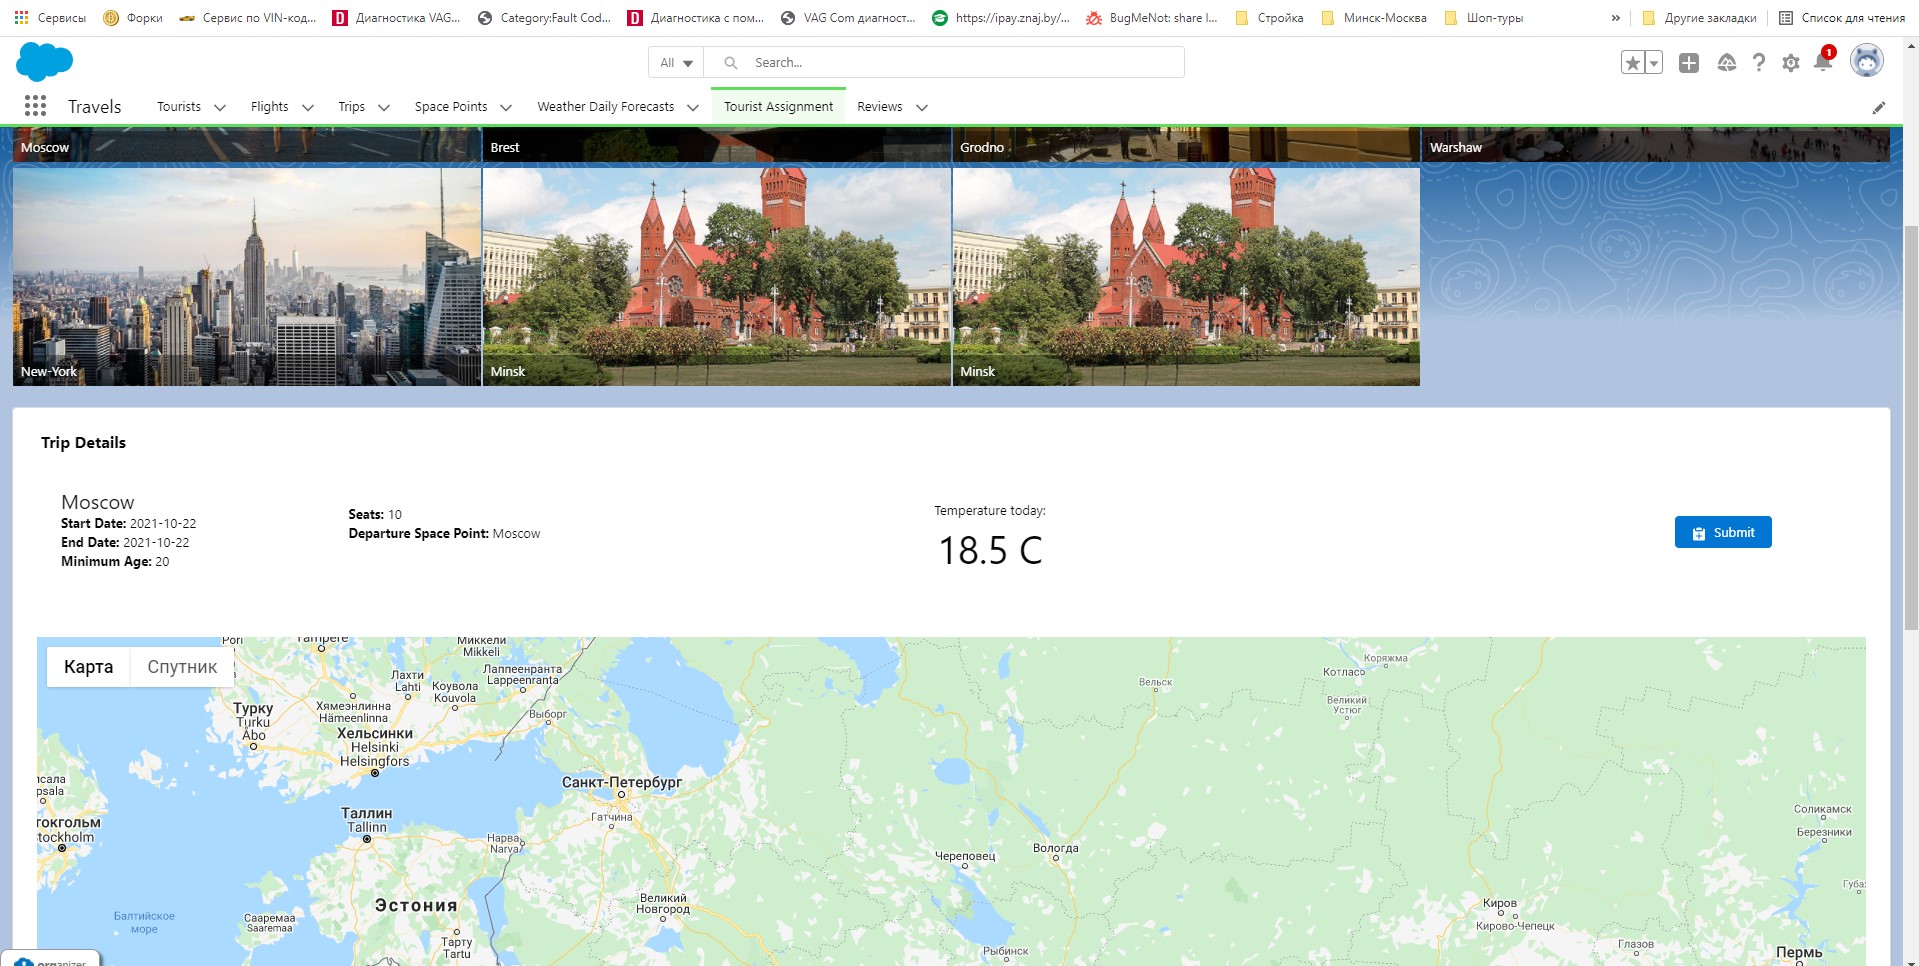 Сервисы Форки Сервис по VIN-код... Диагностика VAG... Category:Fault Cod... Диагностика с пом... VAG Com диагност... https://ipay.znaj.by/... BugMeNot: share l... Стройка Минск-Москва Шоп-туры » Другие закладки Список для чтения
All Search... 1
Travels Tourists Flights Trips Space Points Weather Daily Forecasts Tourist Assignment Reviews
Moscow Brest Grodno Warshaw
New-York Minsk Minsk
Trip Details
Moscow
Start Date: 2021-10-22
End Date: 2021-10-22
Minimum Age: 20
Seats: 10
Departure Space Point: Moscow
Temperature today:
18.5 C
Submit
Карта Спутник
Pori
Tampere
Миккели
Mikkeli
Лахти
Lahti
Коувола
Kouvola
Лаппеенранта
Lappeenranta
Турку
Turku
Åbo
Хямеэнлинна
Hämeenlinna
Выборг
Хельсинки
Helsinki
Helsingfors
Вельск
Коряжма
Котлас
Великий
Устюг
Санкт-Петербург
Гатчина
Таллин
Tallinn
Нарва
Narva
псала
psala
токгольм
tockholm
Череповец
Вологда
Соликамск
Березники
Эстония
Великий
Новгород
Балтийское
море
Сааремаа
Saaremaa
Тарту
Tartu
Рыбинск
Киров
Кирово-Чепецк
Глазов
Губа
Пермь
organizer